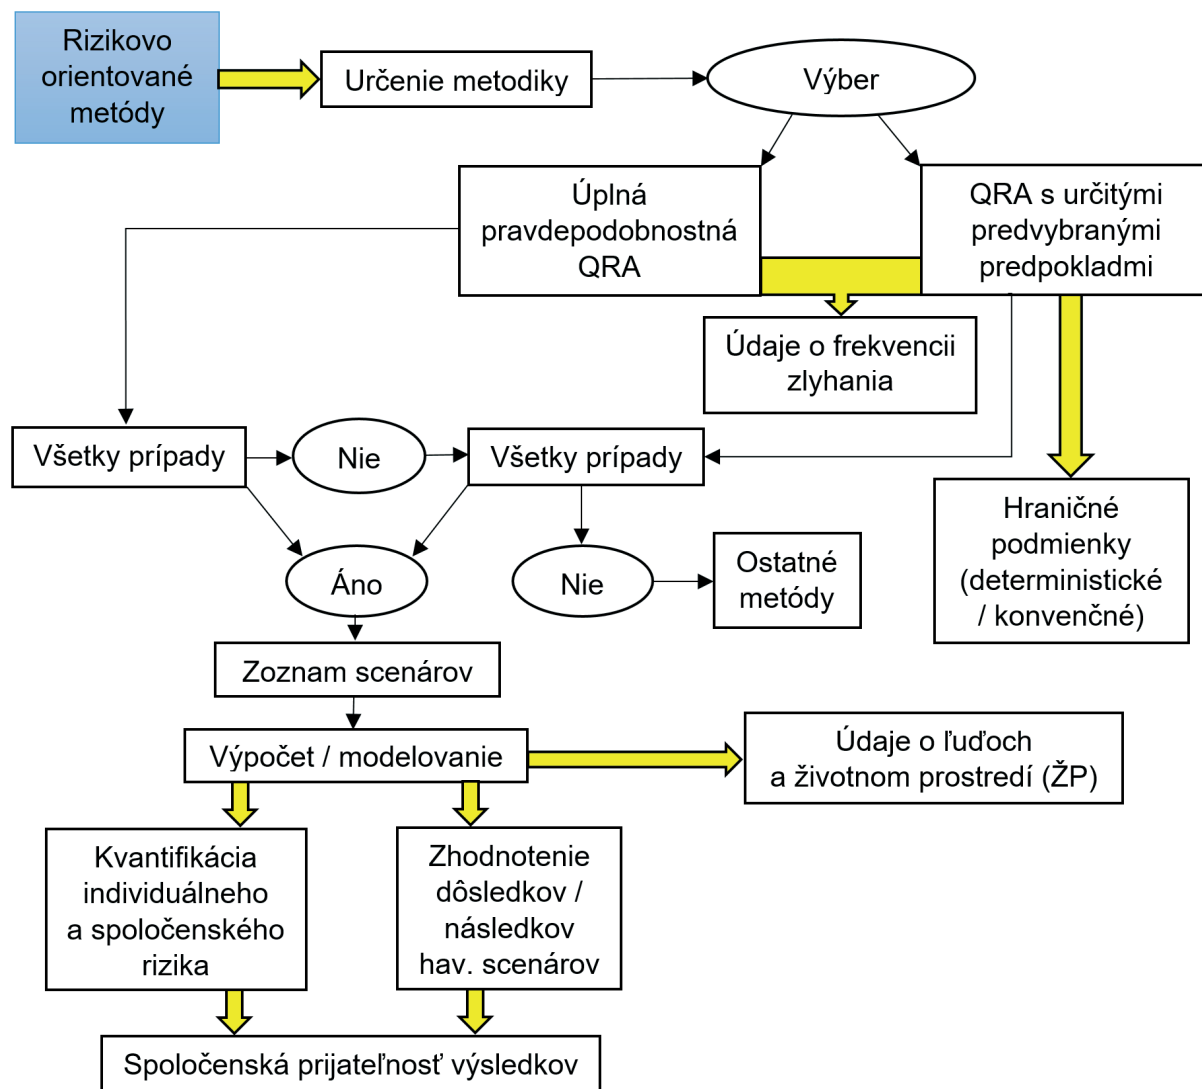 Rizikovo
orientované
metódy
Určenie metodiky
Výber
Úplná
pravdepodobnostná
QRA
QRA s určitými
predvybranými
predpokladmi
Údaje o frekvencii
zlyhania
Všetky prípady
Nie
Všetky prípady
Hraničné
podmienky
(deterministické
/ konvenčné)
Áno
Nie
Ostatné
metódy
Zoznam scenárov
Výpočet / modelovanie
Údaje o ľuďoch
a životnom prostredí (ŽP)
Kvantifikácia
individuálneho
a spoločenského
rizika
Zhodnotenie
dôsledkov /
následkov
hav. scenárov
Spoločenská prijateľnosť výsledkov